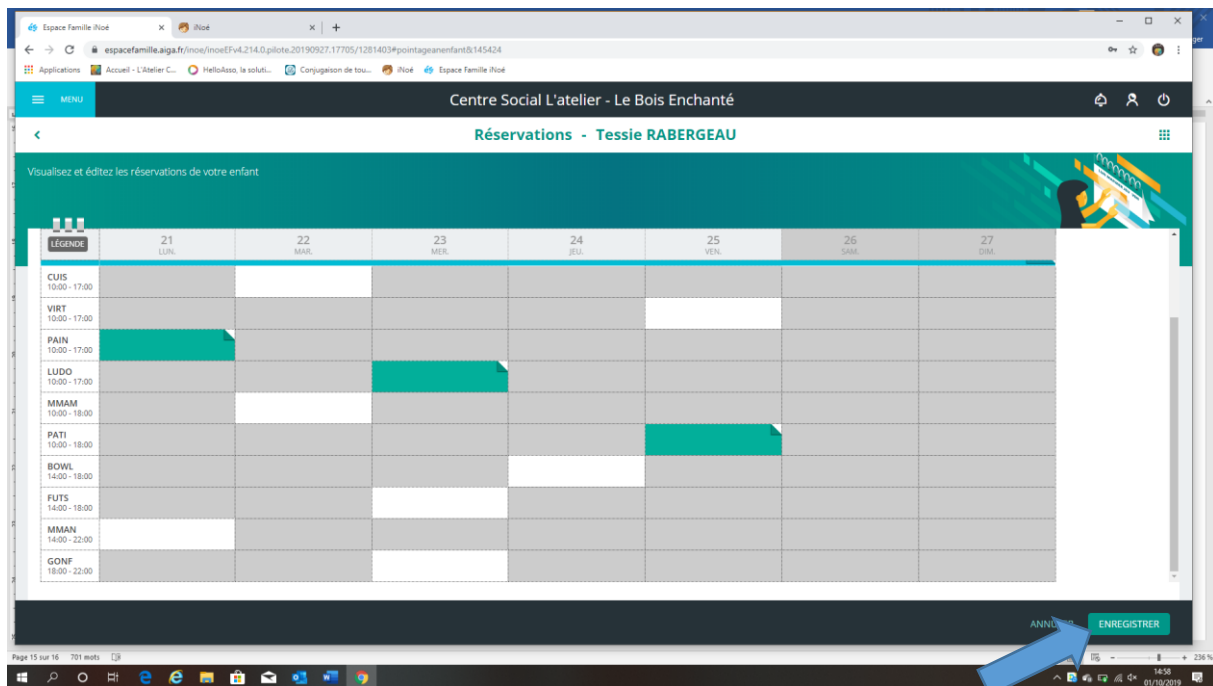 Espace Famille iNoé
iNoé
espacefamille.aiga.fr/inoe/inoeEFv4.214.0.pilote.20190927.17705/1281403#pointageanenfant&145424
Applications
Accueil - L'Atelier C...
HelloAsso, la soluti...
Conjugaison de tou...
iNoé
Espace Famille iNoé
MENU
Centre Social L'atelier - Le Bois Enchanté
Réservations - Tessie RABERGEAU
Visualisez et éditez les réservations de votre enfant
LÉGENDE
21 22 23 24 25 26 27
LUN. MAR. MER. JEU. VEN. SAM. DIM.
CUIS
10:00 - 17:00
VIRT
10:00 - 17:00
PAIN
10:00 - 17:00
LUDO
10:00 - 17:00
MMAM
10:00 - 18:00
PATI
10:00 - 18:00
BOWL
14:00 - 18:00
FUTS
14:00 - 18:00
MMAN
14:00 - 22:00
GONF
18:00 - 22:00
ENREGISTRER
Page 15 sur 16 701 mots
236 %
14:58
01/10/2019